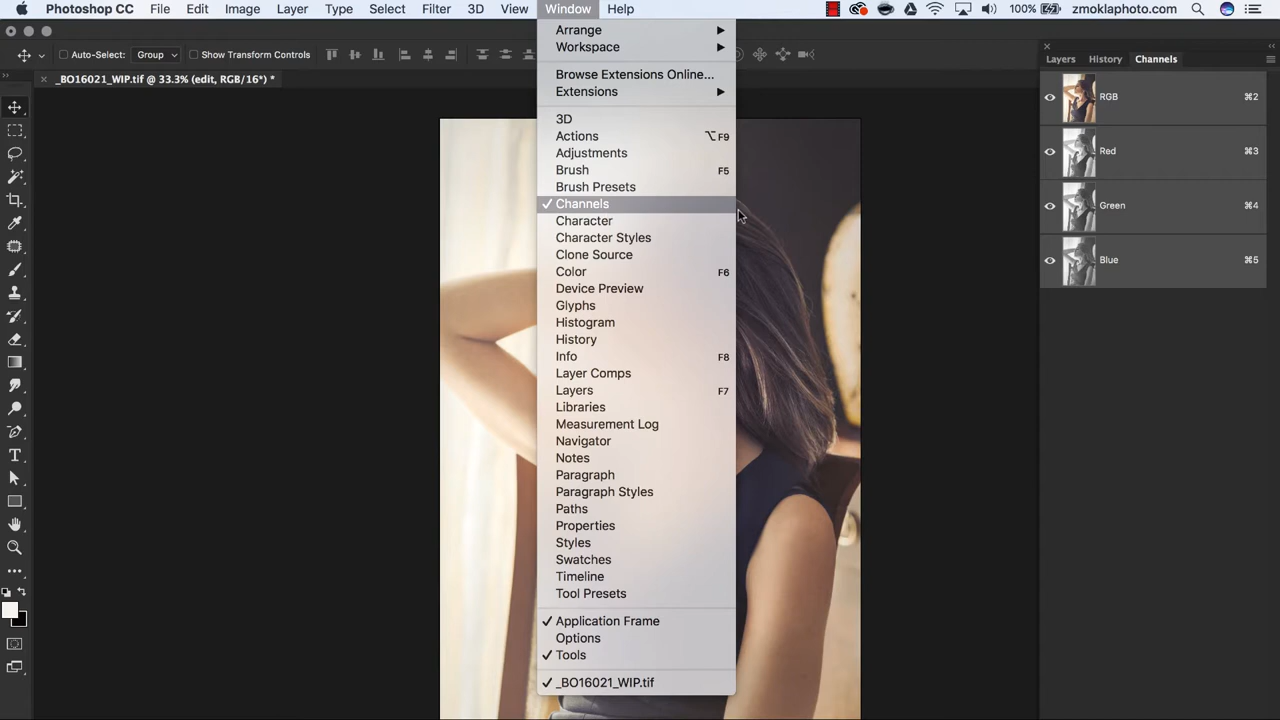 Photoshop CC File Edit Image Layer Type Select Filter 3D View Window Help 100% zmoklaphoto.com
Auto-Select: Group Show Transform Controls
_BO16021_WIP.tif @ 33.3% (edit, RGB/16*) *
Arrange
Workspace
Browse Extensions Online...
Extensions
3D
Actions ⌥F9
Adjustments
Brush F5
Brush Presets
✓ Channels
Character
Character Styles
Clone Source
Color F6
Device Preview
Glyphs
Histogram
History
Info F8
Layer Comps
Layers F7
Libraries
Measurement Log
Navigator
Notes
Paragraph
Paragraph Styles
Paths
Properties
Styles
Swatches
Timeline
Tool Presets
✓ Application Frame
Options
✓ Tools
✓ _BO16021_WIP.tif
Layers History Channels
RGB ⌘2
Red ⌘3
Green ⌘4
Blue ⌘5